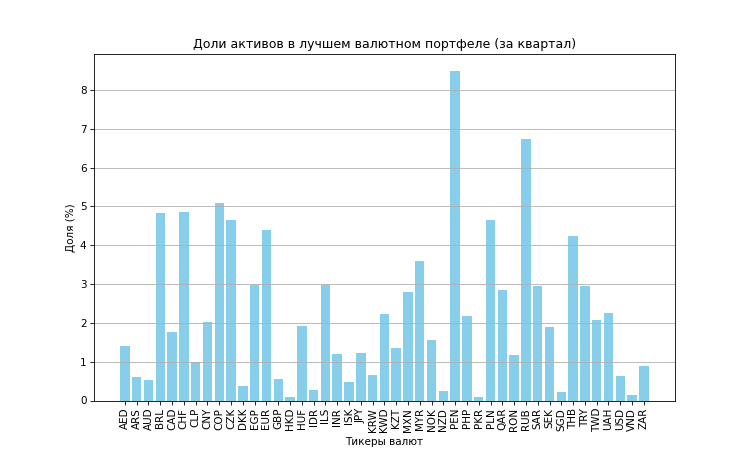 Доли активов в лучшем валютном портфеле (за квартал)
Доля (%)
8
7
6
5
4
3
2
1
0
AED ARS AUD BRL CAD CHF CLP CNY COP CZK DKK EGP EUR GBP HKD HUF IDR ILS INR ISK JPY KRW KWD KZT MXN MYR NOK NZD PEN PHP PKR PLN QAR RON RUB SAR SEK SGD THB TRY TWD UAH USD VND ZAR
Тикеры валют